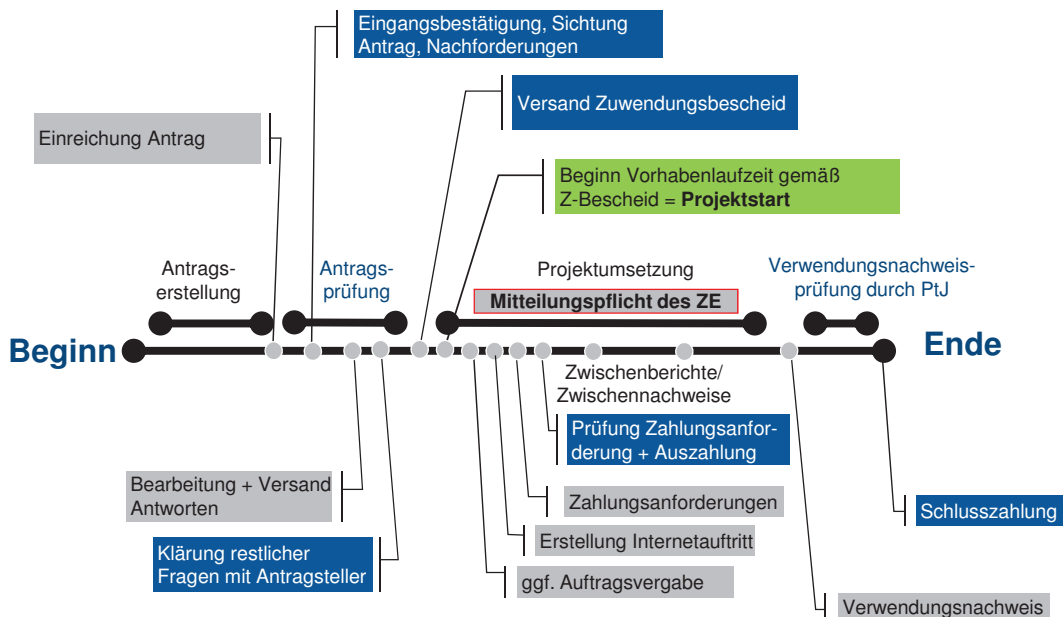 Eingangsbestätigung, Sichtung
Antrag, Nachforderungen
Versand Zuwendungsbescheid
Einreichung Antrag
Beginn Vorhabenlaufzeit gemäß
Z-Bescheid = Projektstart
Antrags-
erstellung
Antrags-
prüfung
Projektumsetzung
Mitteilungspflicht des ZE
Verwendungsnachweis-
prüfung durch PtJ
Beginn
Ende
Zwischenberichte/
Zwischennachweise
Prüfung Zahlungsanfor-
derung + Auszahlung
Bearbeitung + Versand
Antworten
Zahlungsanforderungen
Schlusszahlung
Klärung restlicher
Fragen mit Antragsteller
Erstellung Internetauftritt
ggf. Auftragsvergabe
Verwendungsnachweis